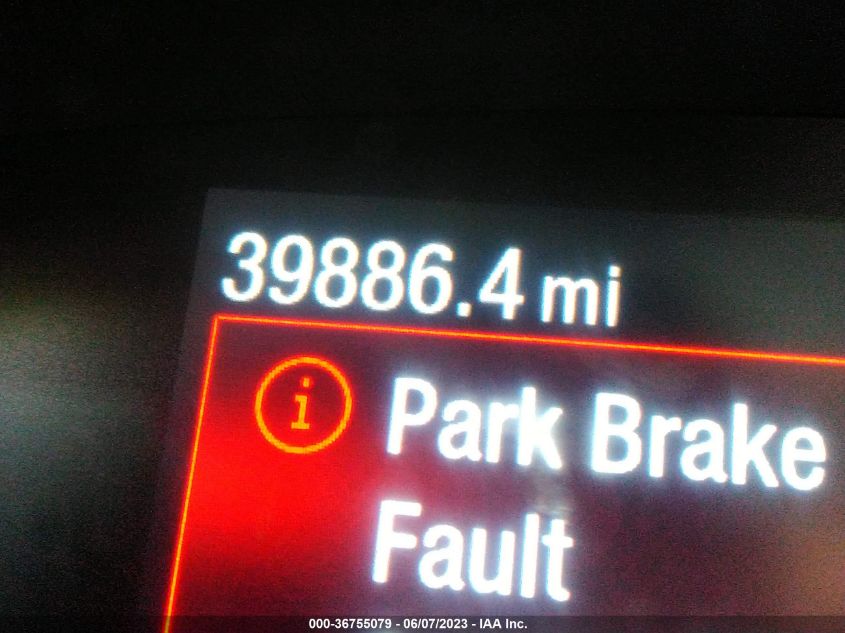 39886.4 mi
i
Park Brake
Fault
000-36755079 - 06/07/2023 - IAA Inc.